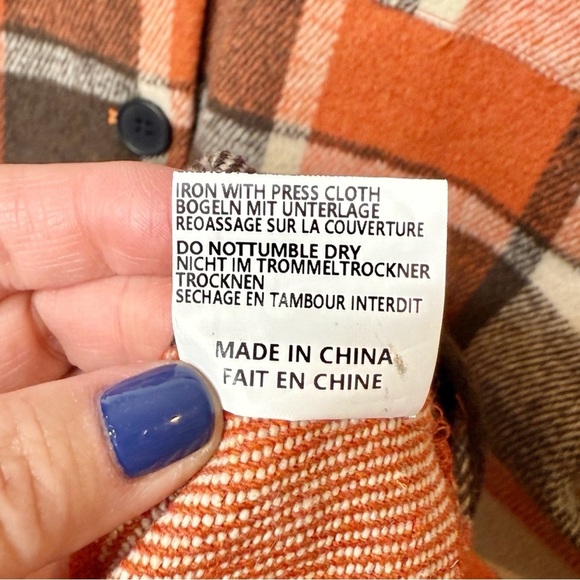 IRON WITH PRESS CLOTH
BOGELN MIT UNTERLAGE
REOASSAGE SUR LA COUVERTURE
DO NOTTUMBLE DRY
NICHT IM TROMMELTROCKNER
TROCKNEN
SECHAGE EN TAMBOUR INTERDIT
MADE IN CHINA
FAIT EN CHINE